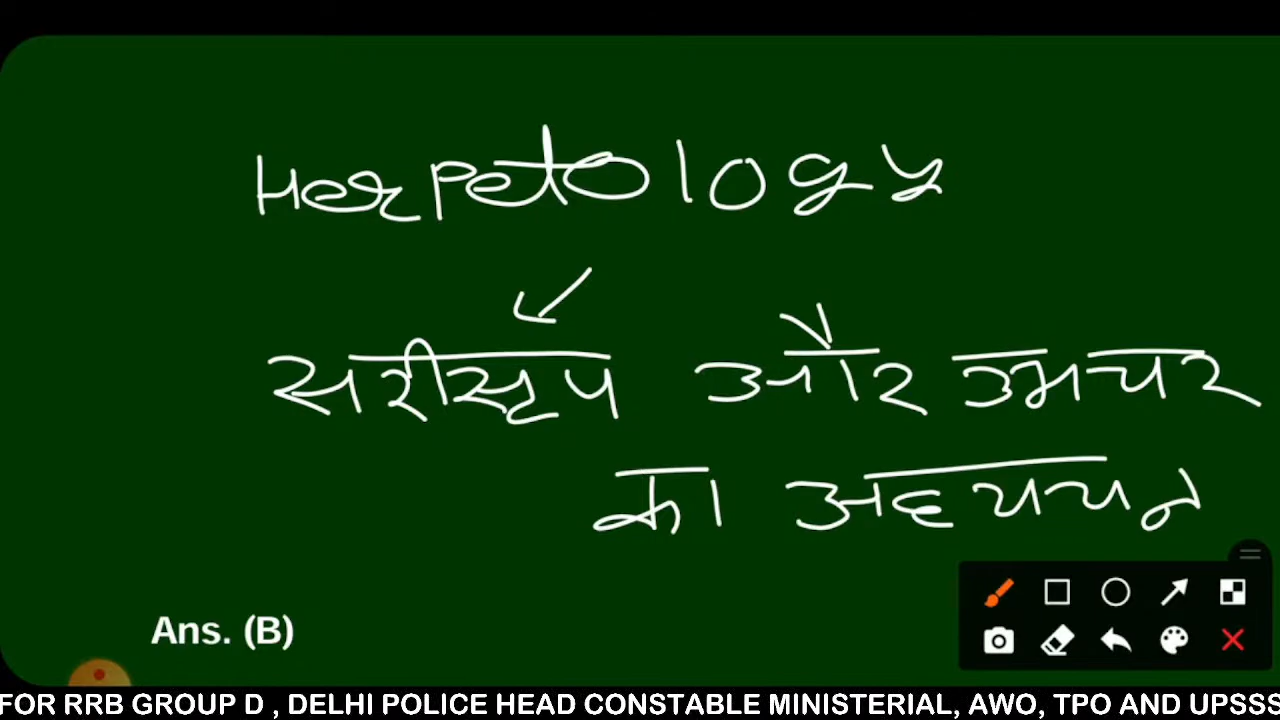 Herpetology
सरीसृप और उभयचर
का अध्ययन
Ans. (B)
FOR RRB GROUP D , DELHI POLICE HEAD CONSTABLE MINISTERIAL, AWO, TPO AND UPSSS